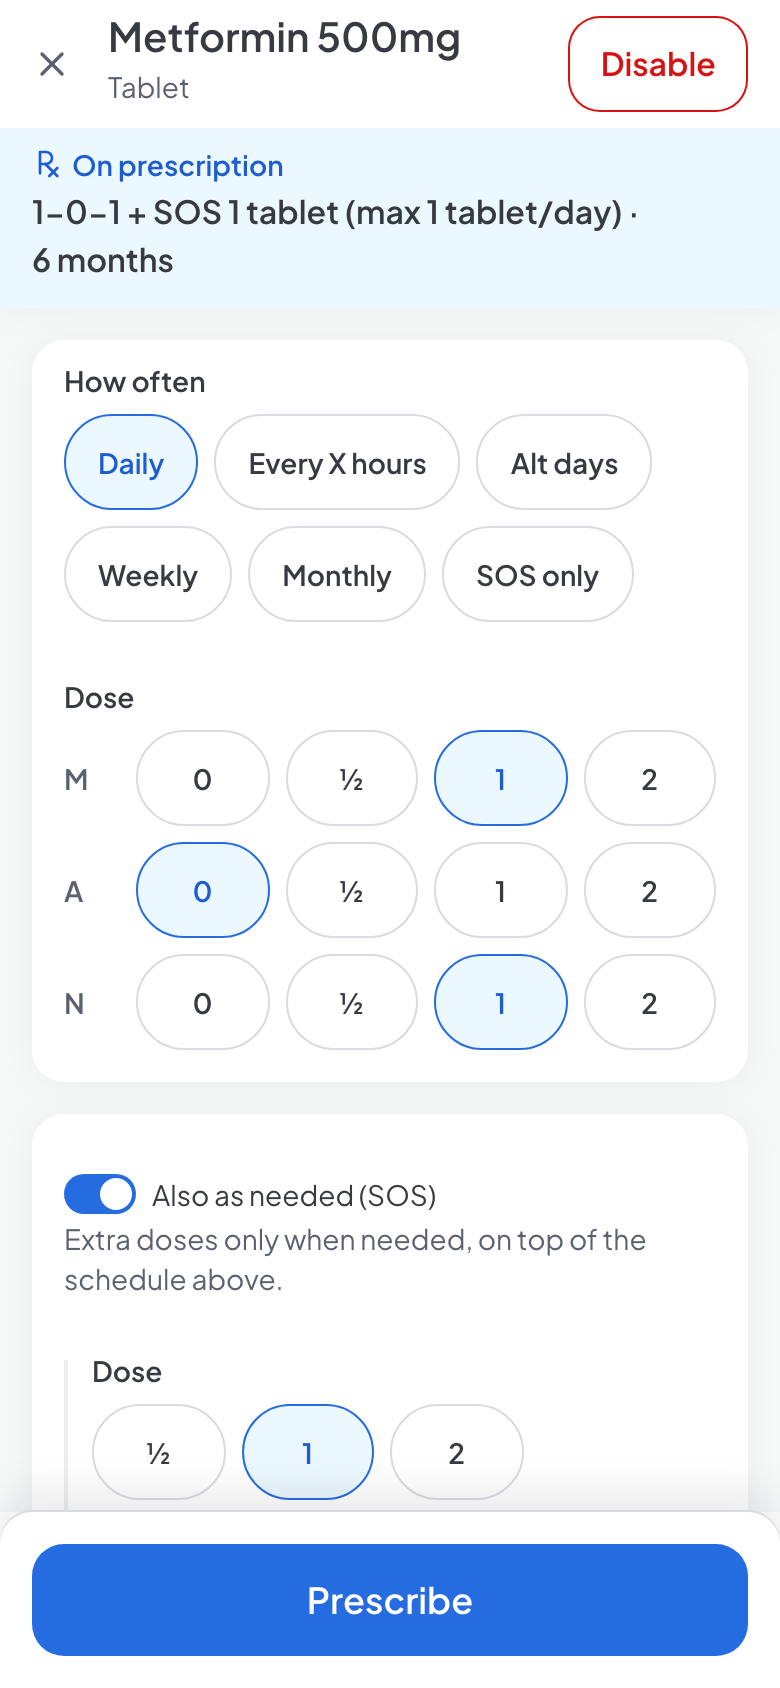 Metformin 500mg
Tablet
Disable
On prescription
1–0–1 + SOS 1 tablet (max 1 tablet/day) ·
6 months
How often
Daily
Every X hours
Alt days
Weekly
Monthly
SOS only
Dose
M 0 ½ 1 2
A 0 ½ 1 2
N 0 ½ 1 2
Also as needed (SOS)
Extra doses only when needed, on top of the
schedule above.
Dose
½ 1 2
Prescribe